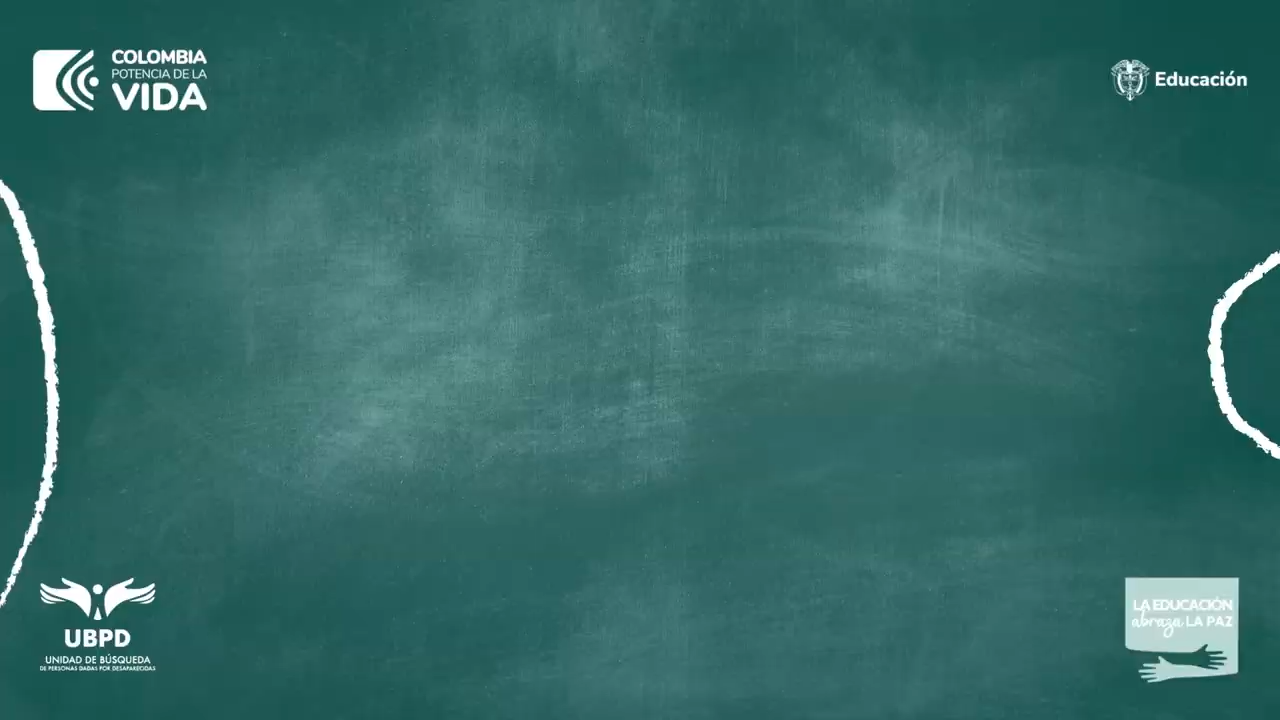 COLOMBIA
POTENCIA DE LA
VIDA
Educación
UBPD
UNIDAD DE BÚSQUEDA
DE PERSONAS DADAS POR DESAPARECIDAS
LA EDUCACIÓN
abraza LA PAZ